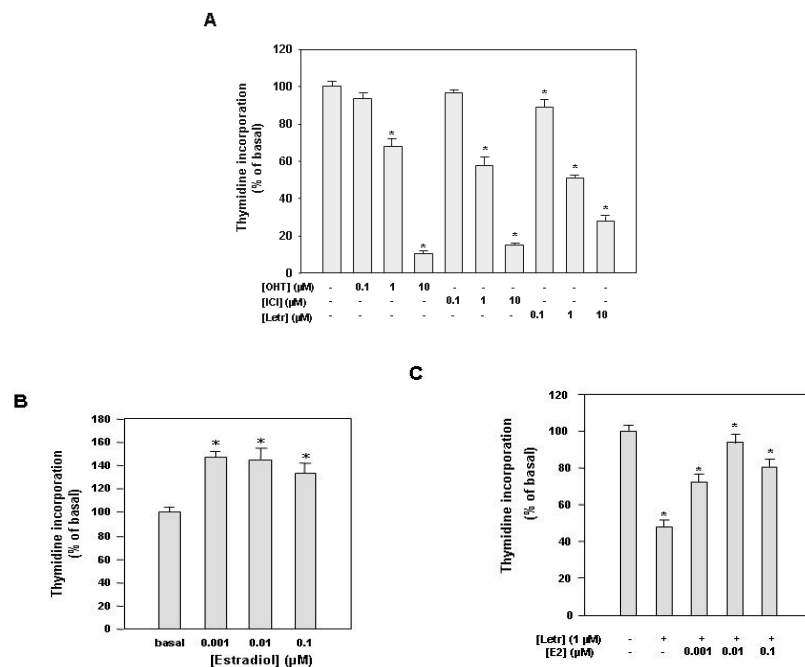 A
Thymidine incorporation
(% of basal)
120
100
80
60
40
20
0
* * * * * * *
[OHT] (µM) - 0.1 1 10 - - - - - -
[ICI] (µM) - - - - 0.1 1 10 - - -
[Letr] (µM) - - - - - - - 0.1 1 10
B
Thymidine incorporation
(% of basal)
180
160
140
120
100
80
60
40
20
0
* * *
basal 0.001 0.01 0.1
[Estradiol] (µM)
C
Thymidine incorporation
(% of basal)
120
100
80
60
40
20
0
* * * *
[Letr] (1 µM) - + + + +
[E2] (µM) - - 0.001 0.01 0.1